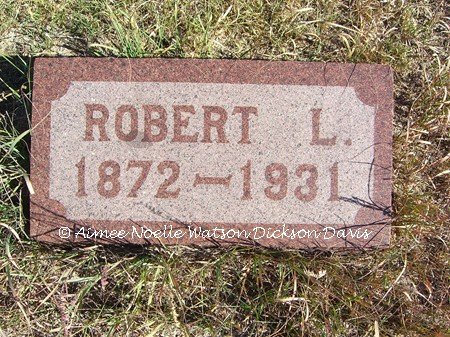 ROBERT L.
1872–1931
© Aimee Noelle Watson Dickson Davis